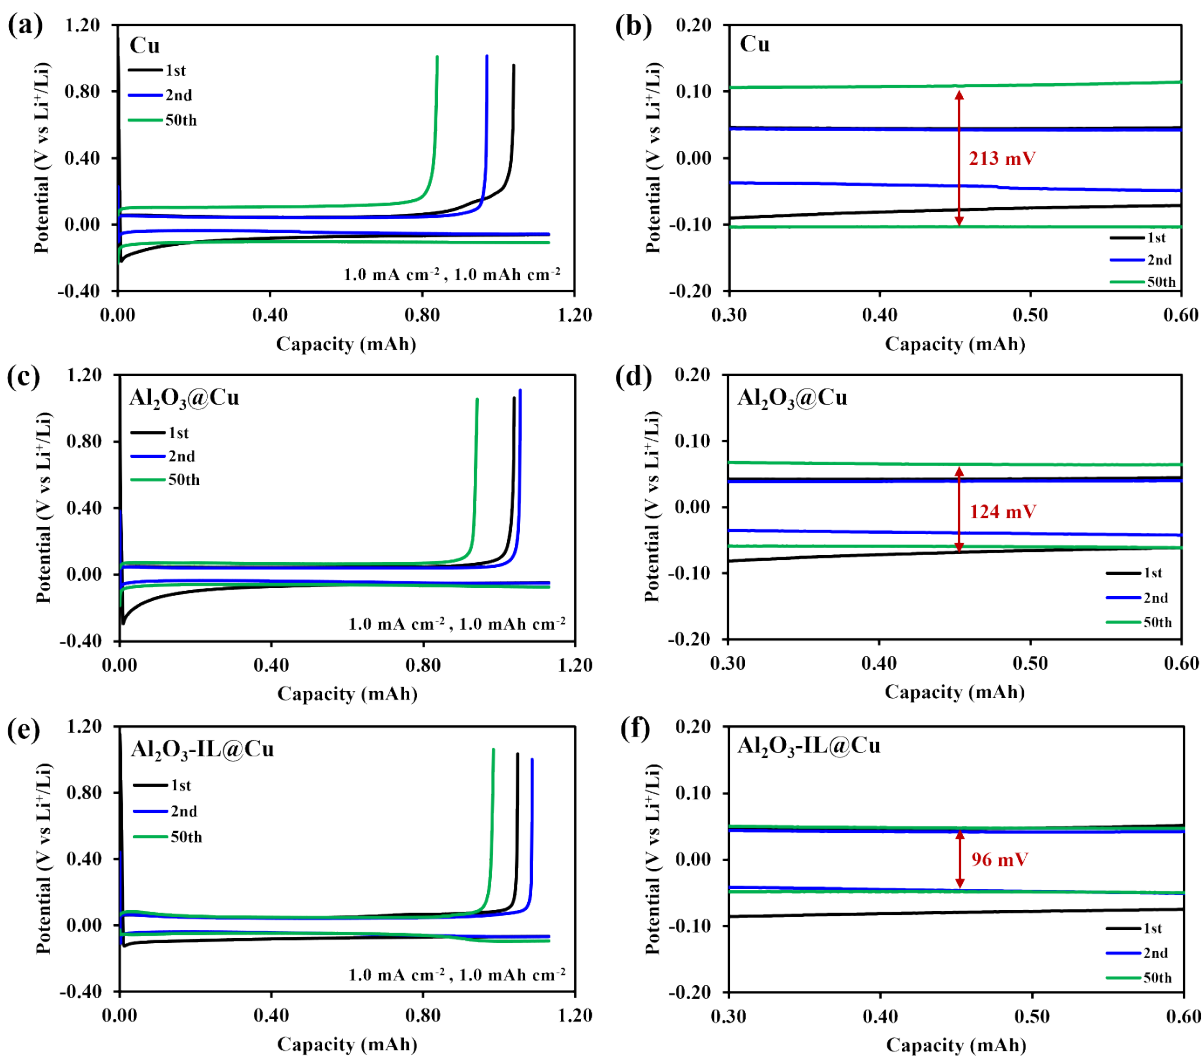 (a)
Cu
1st
2nd
50th
1.20
0.80
0.40
0.00
-0.40
Potential (V vs Li⁺/Li)
1.0 mA cm⁻² , 1.0 mAh cm⁻²
0.00 0.40 0.80 1.20
Capacity (mAh)
(b)
Cu
0.20
0.10
0.00
-0.10
-0.20
Potential (V vs Li⁺/Li)
213 mV
1st
2nd
50th
0.30 0.40 0.50 0.60
Capacity (mAh)
(c)
Al₂O₃@Cu
1st
2nd
50th
1.20
0.80
0.40
0.00
-0.40
Potential (V vs Li⁺/Li)
1.0 mA cm⁻² , 1.0 mAh cm⁻²
0.00 0.40 0.80 1.20
Capacity (mAh)
(d)
Al₂O₃@Cu
0.20
0.10
0.00
-0.10
-0.20
Potential (V vs Li⁺/Li)
124 mV
1st
2nd
50th
0.30 0.40 0.50 0.60
Capacity (mAh)
(e)
Al₂O₃-IL@Cu
1st
2nd
50th
1.20
0.80
0.40
0.00
-0.40
Potential (V vs Li⁺/Li)
1.0 mA cm⁻² , 1.0 mAh cm⁻²
0.00 0.40 0.80 1.20
Capacity (mAh)
(f)
Al₂O₃-IL@Cu
0.20
0.10
0.00
-0.10
-0.20
Potential (V vs Li⁺/Li)
96 mV
1st
2nd
50th
0.30 0.40 0.50 0.60
Capacity (mAh)